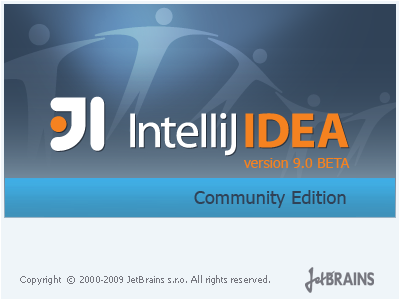 JI IntelliJ IDEA
version 9.0 BETA
Community Edition
Copyright © 2000-2009 JetBrains s.r.o. All rights reserved.
JetBRAINS